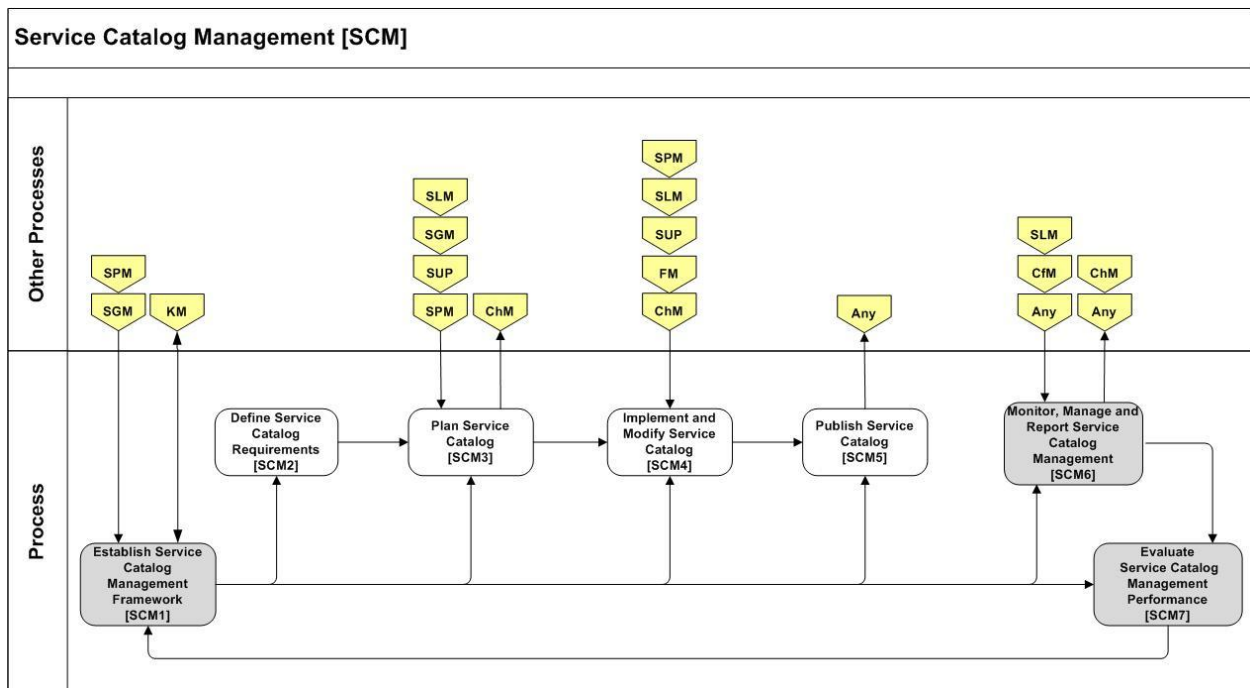 Service Catalog Management [SCM]
Other Processes
SPM
SGM
KM
SLM
SGM
SUP
SPM
ChM
SPM
SLM
SUP
FM
ChM
Any
SLM
CfM
Any
ChM
Any
Process
Define Service
Catalog
Requirements
[SCM2]
Plan Service
Catalog
[SCM3]
Implement and
Modify Service
Catalog
[SCM4]
Publish Service
Catalog
[SCM5]
Monitor, Manage and
Report Service
Catalog
Management
[SCM6]
Establish Service
Catalog
Management
Framework
[SCM1]
Evaluate
Service Catalog
Management
Performance
[SCM7]